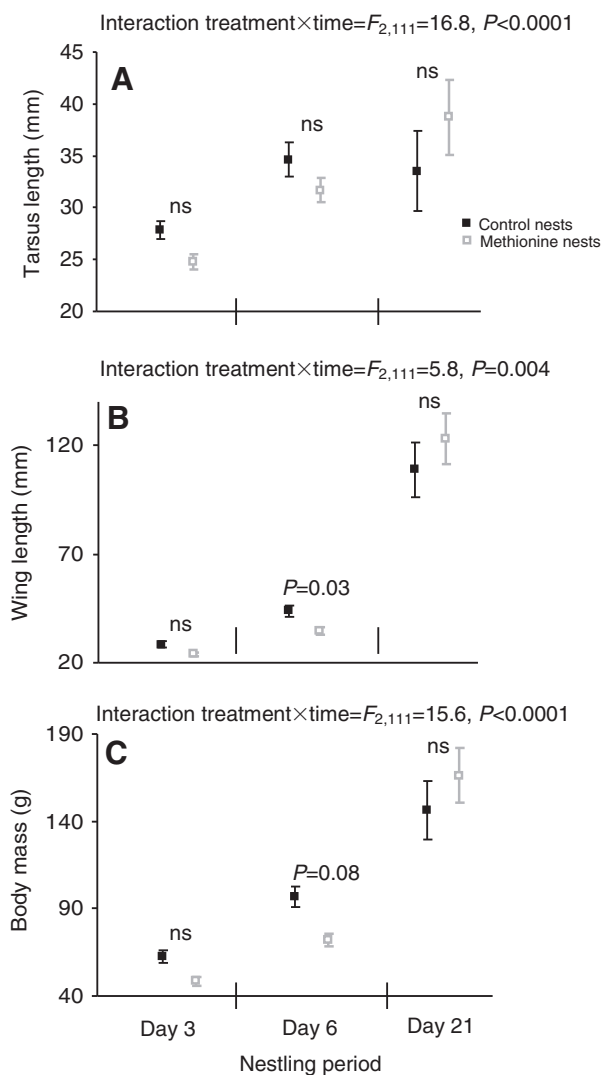 Interaction treatment×time=F2,111=16.8, P<0.0001
A
Tarsus length (mm)
45
40
35
30
25
20
ns
ns
ns
Control nests
Methionine nests
Interaction treatment×time=F2,111=5.8, P=0.004
B
Wing length (mm)
120
70
20
ns
P=0.03
ns
Interaction treatment×time=F2,111=15.6, P<0.0001
C
Body mass (g)
190
140
90
40
ns
P=0.08
ns
Day 3 Day 6 Day 21
Nestling period